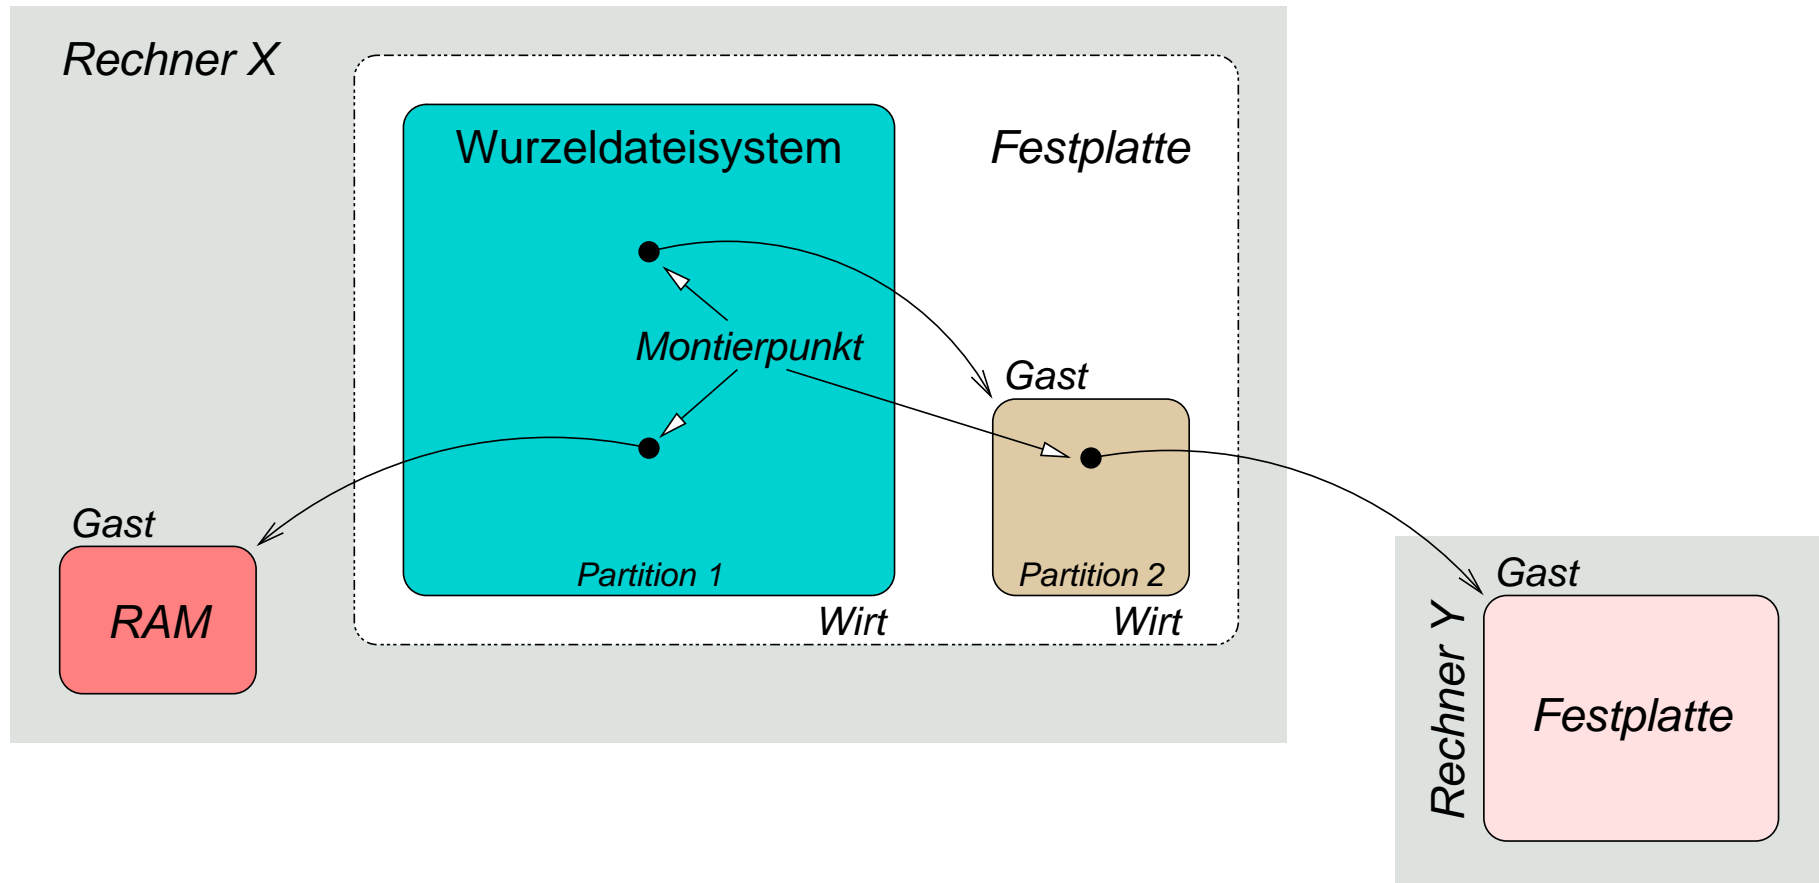 Rechner X
Wurzeldateisystem
Festplatte
Montierpunkt
Gast
Gast
RAM
Partition 1
Partition 2
Wirt
Wirt
Gast
Rechner Y
Festplatte